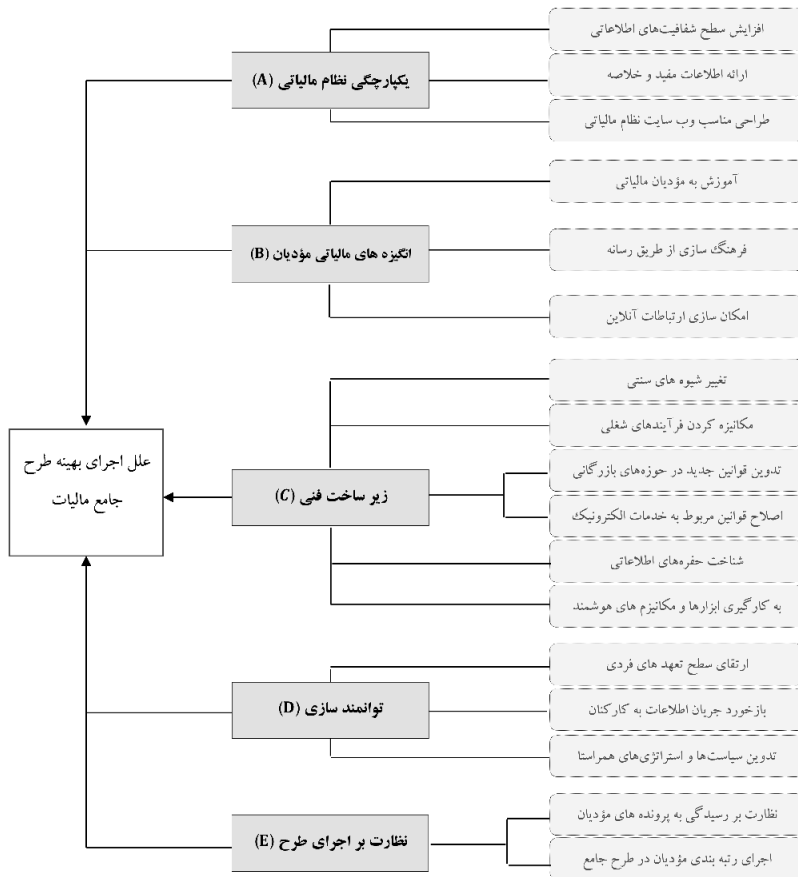 افزایش سطح شفافیت‌های اطلاعاتی
یکپارچگی نظام مالیاتی (A)
ارائه اطلاعات مفید و خلاصه
طراحی مناسب وب سایت نظام مالیاتی
آموزش به مؤدیان مالیاتی
انگیزه های مالیاتی مؤدیان (B)
فرهنگ سازی از طریق رسانه
امکان سازی ارتباطات آنلاین
تغییر شیوه های سنتی
مکانیزه کردن فرآیندهای شغلی
تدوین قوانین جدید در حوزه‌های بازرگانی
زیر ساخت فنی (C)
اصلاح قوانین مربوط به خدمات الکترونیک
شناخت حفره‌های اطلاعاتی
به کارگیری ابزارها و مکانیزم های هوشمند
علل اجرای بهینه طرح
جامع مالیات
ارتقای سطح تعهد های فردی
توانمند سازی (D)
بازخورد جریان اطلاعات به کارکنان
تدوین سیاست‌ها و استراتژی‌های همراستا
نظارت بر رسیدگی به پرونده های مؤدیان
نظارت بر اجرای طرح (E)
اجرای رتبه بندی مؤدیان در طرح جامع